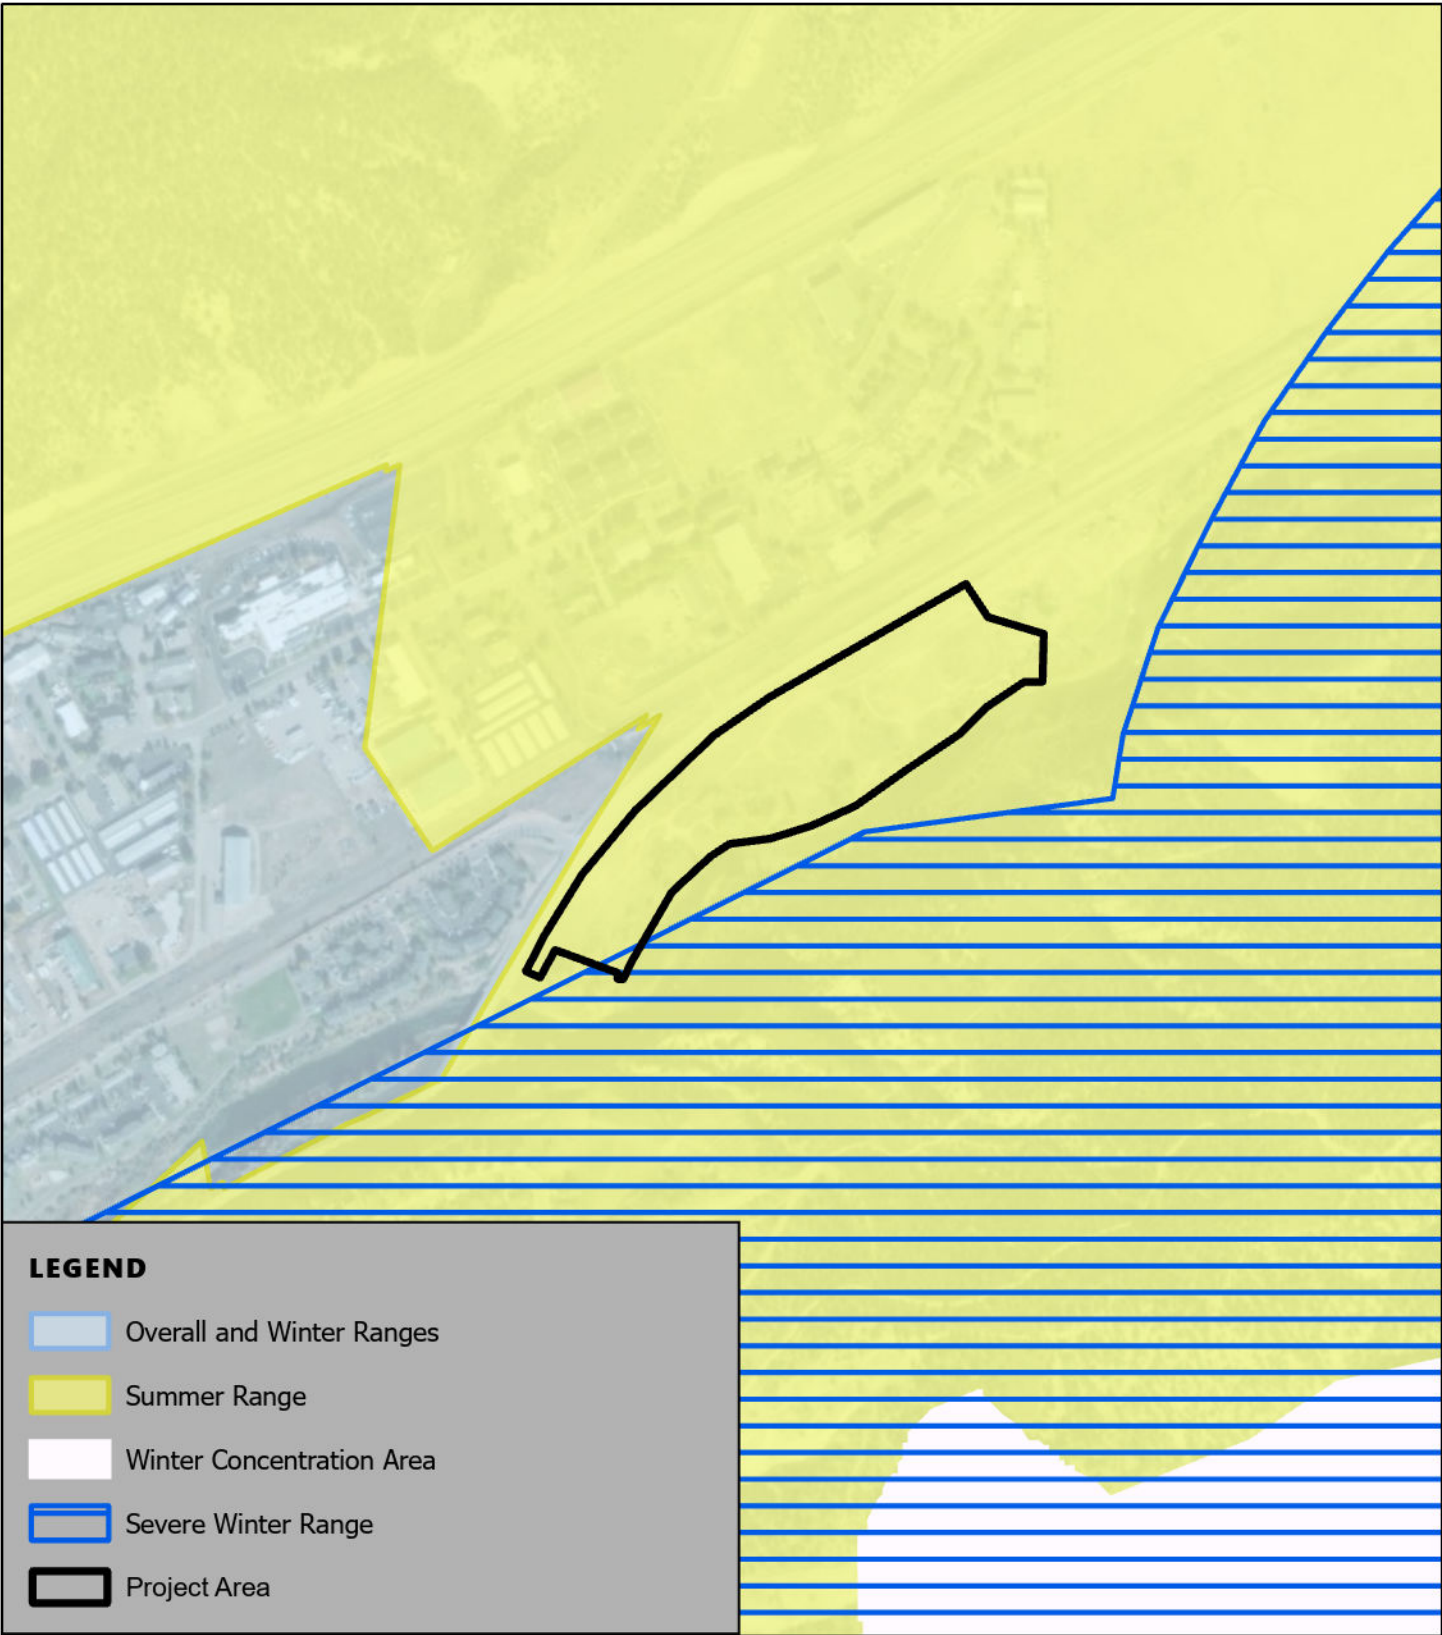 LEGEND
Overall and Winter Ranges
Summer Range
Winter Concentration Area
Severe Winter Range
Project Area